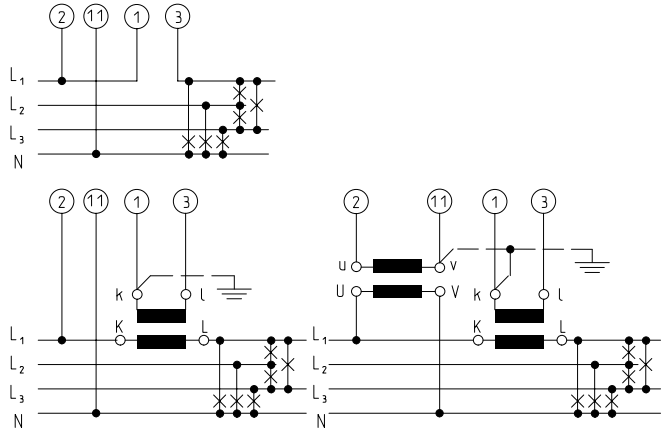 2 11 1 3
L1
L2
L3
N
2 11 1 3 2 11 1 3
u v
k l U V k l
K L K L
L1 L1
L2 L2
L3 L3
N N